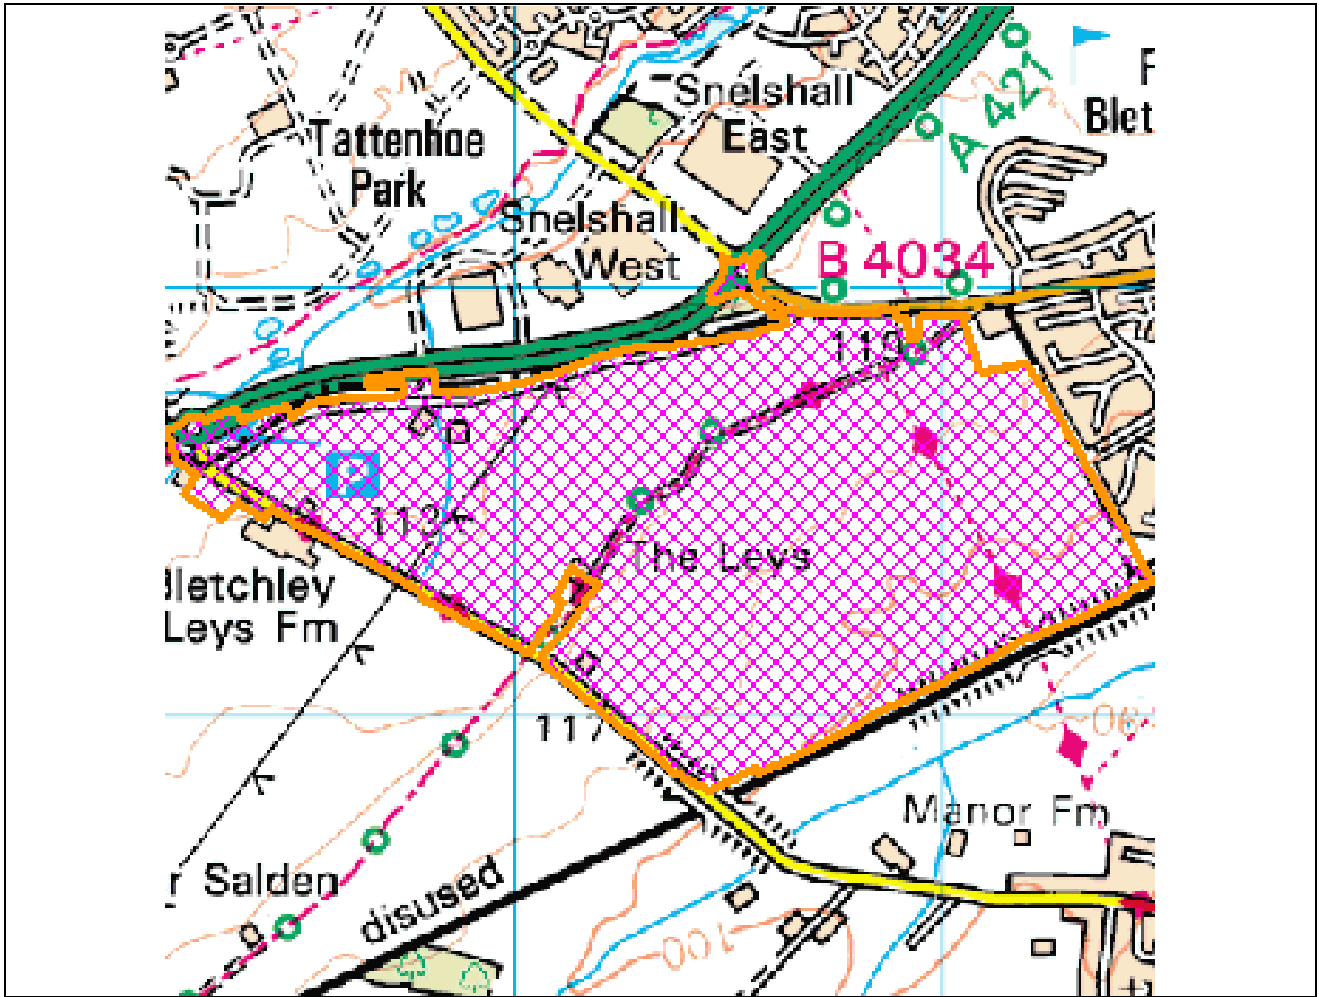 Snelshall
East
A 421
Blet
Tattenhoe
Park
Snelshall
West
B 4034
110
P
113
The Leys
Bletchley
Leys Fm
117
90
Manor Fm
r Salden
disused
100